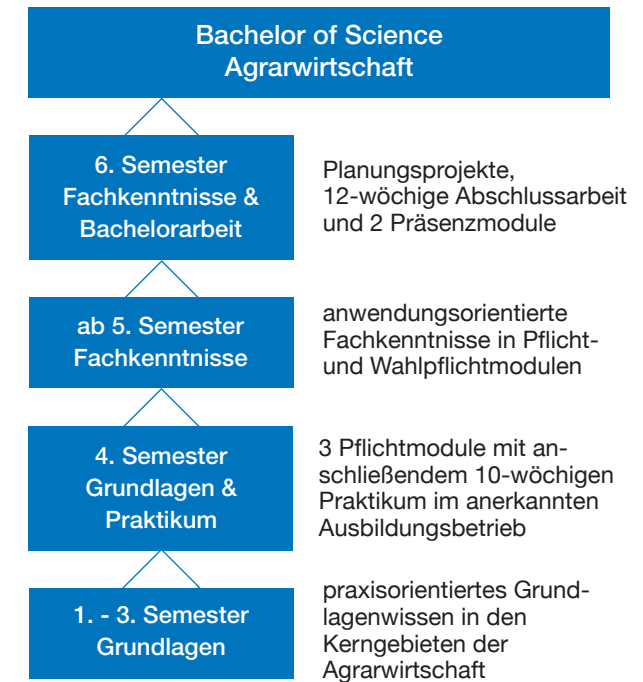 Bachelor of Science
Agrarwirtschaft
6. Semester
Fachkenntnisse &
Bachelorarbeit
Planungsprojekte,
12-wöchige Abschlussarbeit
und 2 Präsenzmodule
ab 5. Semester
Fachkenntnisse
anwendungsorientierte
Fachkenntnisse in Pflicht-
und Wahlpflichtmodulen
4. Semester
Grundlagen &
Praktikum
3 Pflichtmodule mit an-
schließendem 10-wöchigen
Praktikum im anerkannten
Ausbildungsbetrieb
1. - 3. Semester
Grundlagen
praxisorientiertes Grund-
lagenwissen in den
Kerngebieten der
Agrarwirtschaft